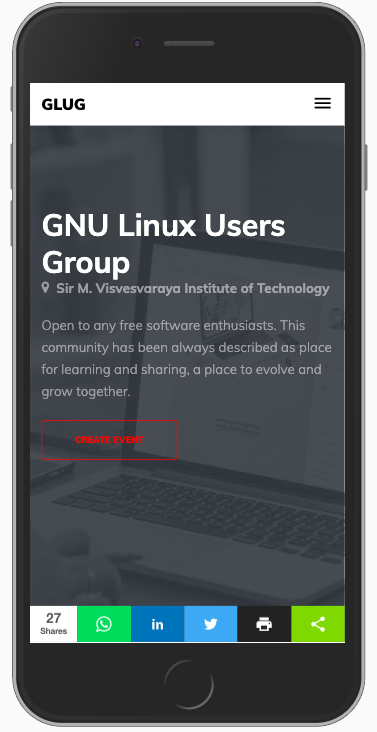 GLUG
GNU Linux Users
Group
Sir M. Visvesvaraya Institute of Technology
Open to any free software enthusiasts. This
community has been always described as place
for learning and sharing, a place to evolve and
grow together.
CREATE EVENT
27
Shares
in